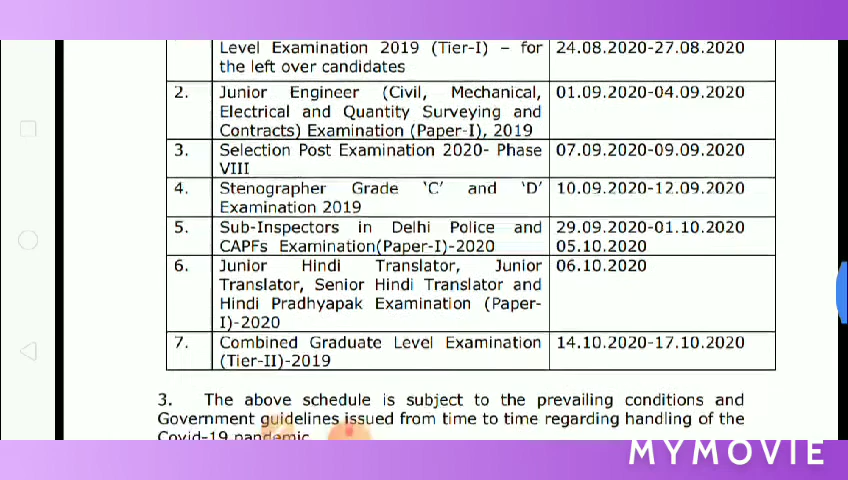 Level Examination 2019 (Tier-I) – for 24.08.2020-27.08.2020
the left over candidates
2. Junior Engineer (Civil, Mechanical, 01.09.2020-04.09.2020
Electrical and Quantity Surveying and
Contracts) Examination (Paper-I), 2019
3. Selection Post Examination 2020- Phase 07.09.2020-09.09.2020
VIII
4. Stenographer Grade ‘C’ and ‘D’ 10.09.2020-12.09.2020
Examination 2019
5. Sub-Inspectors in Delhi Police and 29.09.2020-01.10.2020
CAPFs Examination(Paper-I)-2020 05.10.2020
6. Junior Hindi Translator, Junior 06.10.2020
Translator, Senior Hindi Translator and
Hindi Pradhyapak Examination (Paper-
I)-2020
7. Combined Graduate Level Examination 14.10.2020-17.10.2020
(Tier-II)-2019
3. The above schedule is subject to the prevailing conditions and
Government guidelines issued from time to time regarding handling of the
Covid-19 pandemic
MYMOVIE